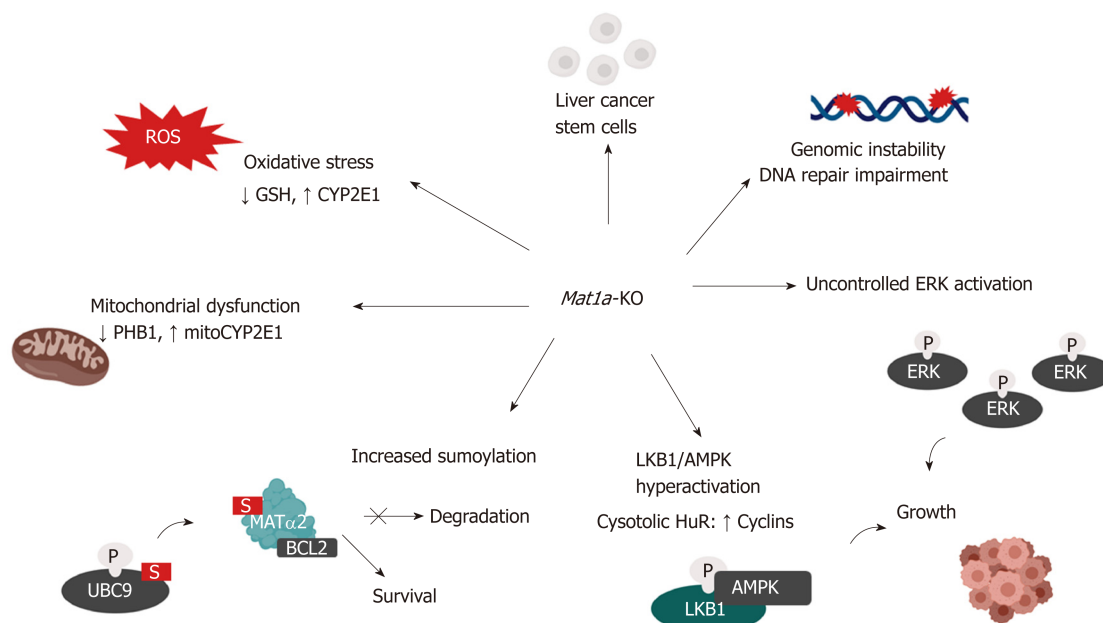 Liver cancer
stem cells
ROS
Oxidative stress
↓ GSH, ↑ CYP2E1
Genomic instability
DNA repair impairment
Mat1a-KO
Uncontrolled ERK activation
Mitochondrial dysfunction
↓ PHB1, ↑ mitoCYP2E1
P
ERK
P
ERK
P
ERK
Increased sumoylation
S
MATα2
BCL2
Degradation
P
S
UBC9
Survival
LKB1/AMPK
hyperactivation
Cysotolic HuR: ↑ Cyclins
P
AMPK
LKB1
Growth